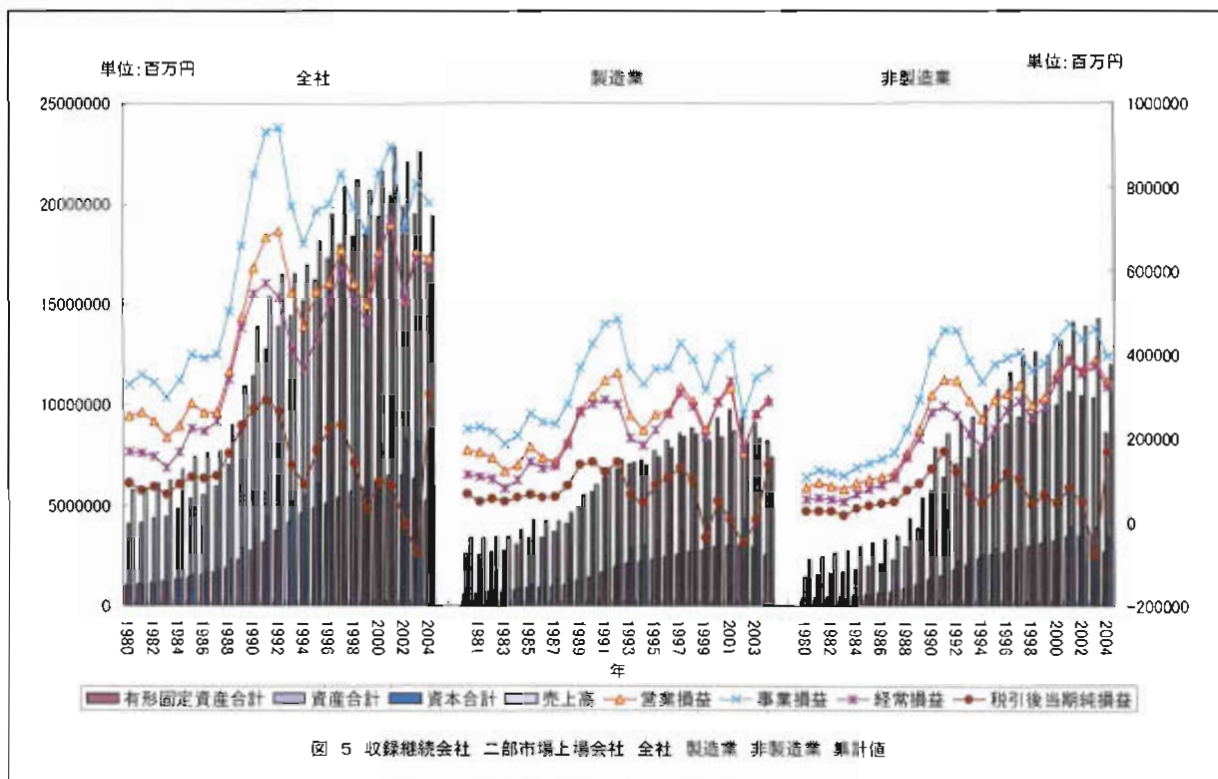 単位:百万円
全社
製造業
非製造業
単位:百万円
25000000
20000000
15000000
10000000
5000000
0
1000000
800000
600000
400000
200000
0
-200000
1980 1982 1984 1986 1988 1990 1992 1994 1996 1998 2000 2002 2004
1981 1983 1985 1987 1989 1991 1993 1995 1997 1999 2001 2003
1980 1982 1984 1986 1988 1990 1992 1994 1996 1998 2000 2002 2004
年
有形固定資産合計 資産合計 資本合計 売上高 営業損益 事業損益 経常損益 税引後当期純損益
図 5 収録継続会社 二部市場上場会社 全社 製造業 非製造業 集計値